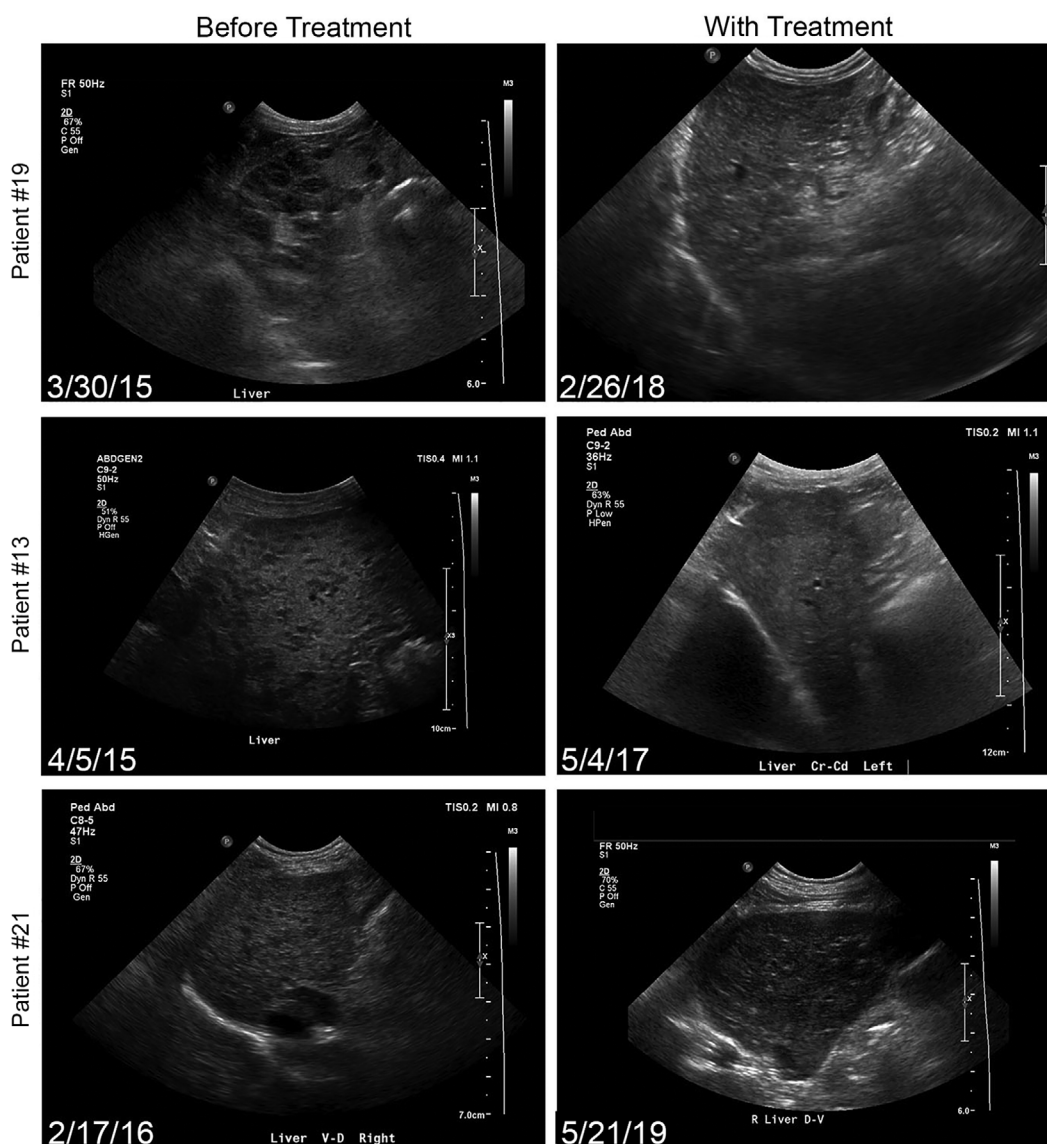 Before Treatment
With Treatment
Patient #19
FR 50Hz
S1
2D
67%
C 55
P Off
Gen
P
M3
X
6.0
3/30/15
Liver
P
2/26/18
Patient #13
ABDGEN2
C9-2
50Hz
S1
2D
51%
Dyn R 55
P Off
HGen
TIS0.4 MI 1.1
P
M3
X3
10cm
4/5/15
Liver
Ped Abd
C9-2
36Hz
S1
2D
63%
Dyn R 55
P Low
HPen
TIS0.2 MI 1.1
P
M3
X
12cm
5/4/17
Liver Cr-Cd Left
Patient #21
Ped Abd
C8-5
47Hz
S1
2D
67%
Dyn R 55
P Off
Gen
TIS0.2 MI 0.8
P
M3
X
7.0cm
2/17/16
Liver V-D Right
FR 50Hz
S1
2D
70%
C 55
P Off
Gen
P
M3
X
6.0
5/21/19
R Liver D-V